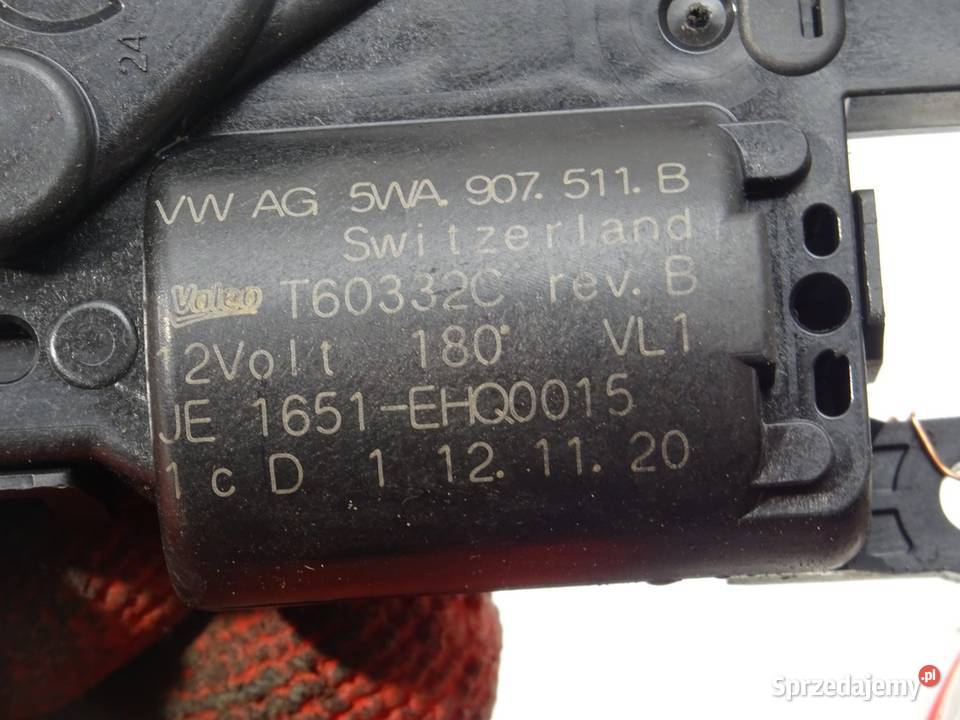 24
VW AG 5WA. 907. 511. B
Switzerland
Valeo T60332C rev. B
12Volt 180° VL1
JE 1651-EHQ0015
1 c D 1 12. 11. 20
Sprzedajemy .pl